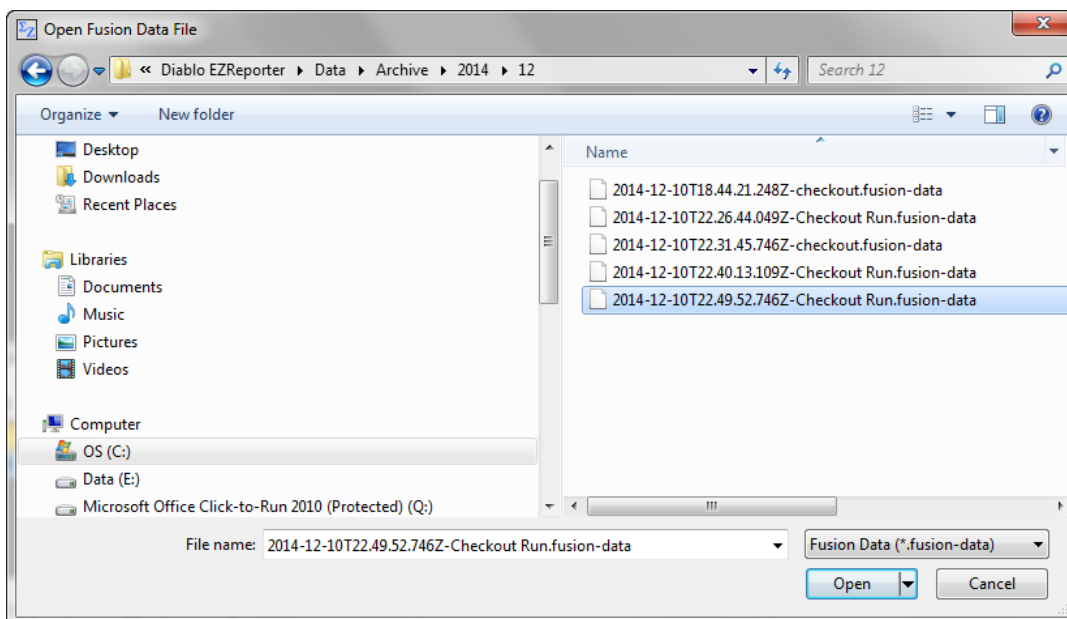 Open Fusion Data File
« Diablo EZReporter ▸ Data ▸ Archive ▸ 2014 ▸ 12
Search 12
Organize ▾ New folder
Desktop
Downloads
Recent Places
Libraries
Documents
Music
Pictures
Videos
Computer
OS (C:)
Data (E:)
Microsoft Office Click-to-Run 2010 (Protected) (Q:)
Name
2014-12-10T18.44.21.248Z-checkout.fusion-data
2014-12-10T22.26.44.049Z-Checkout Run.fusion-data
2014-12-10T22.31.45.746Z-checkout.fusion-data
2014-12-10T22.40.13.109Z-Checkout Run.fusion-data
2014-12-10T22.49.52.746Z-Checkout Run.fusion-data
File name: 2014-12-10T22.49.52.746Z-Checkout Run.fusion-data
Fusion Data (*.fusion-data)
Open Cancel